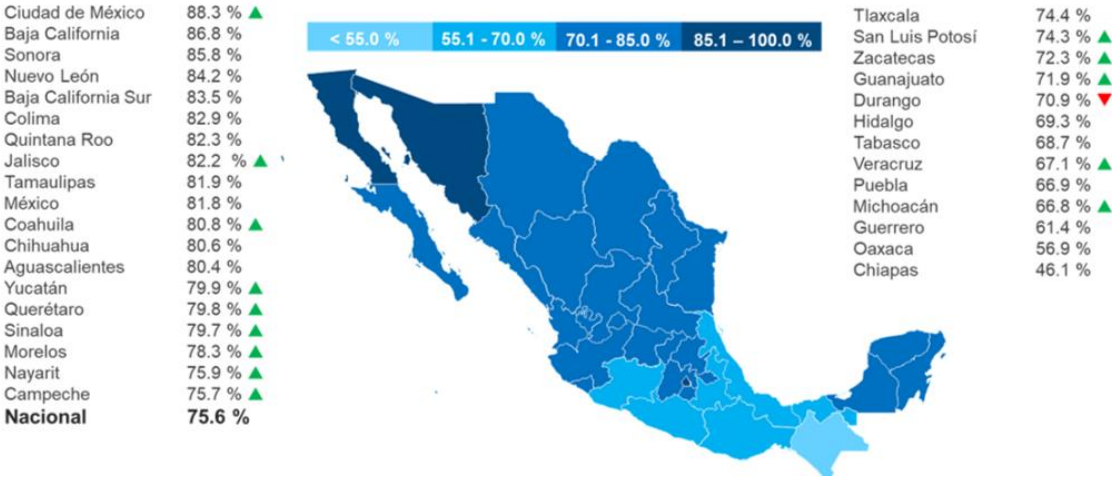 Ciudad de México 88.3 % ▲
Baja California 86.8 %
Sonora 85.8 %
Nuevo León 84.2 %
Baja California Sur 83.5 %
Colima 82.9 %
Quintana Roo 82.3 %
Jalisco 82.2 % ▲
Tamaulipas 81.9 %
México 81.8 %
Coahuila 80.8 % ▲
Chihuahua 80.6 %
Aguascalientes 80.4 %
Yucatán 79.9 % ▲
Querétaro 79.8 % ▲
Sinaloa 79.7 % ▲
Morelos 78.3 % ▲
Nayarit 75.9 % ▲
Campeche 75.7 % ▲
Nacional 75.6 %
< 55.0 % 55.1 - 70.0 % 70.1 - 85.0 % 85.1 – 100.0 %
Tlaxcala 74.4 %
San Luis Potosí 74.3 % ▲
Zacatecas 72.3 % ▲
Guanajuato 71.9 % ▲
Durango 70.9 % ▼
Hidalgo 69.3 %
Tabasco 68.7 %
Veracruz 67.1 % ▲
Puebla 66.9 %
Michoacán 66.8 % ▲
Guerrero 61.4 %
Oaxaca 56.9 %
Chiapas 46.1 %